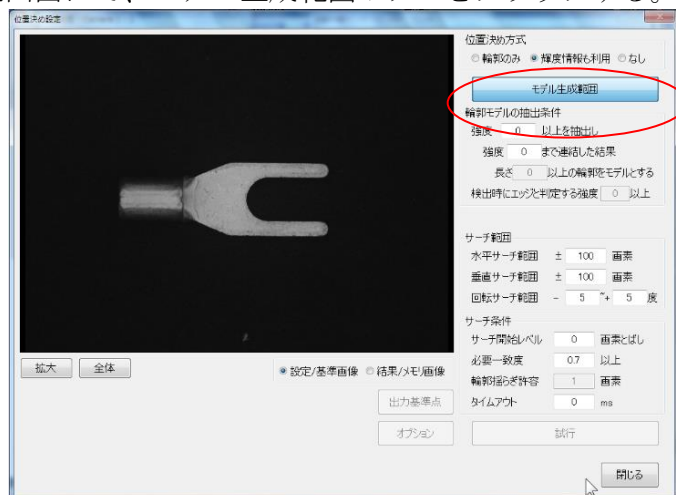 位置決め設定
位置決め方式
輪郭のみ 輝度情報も利用 なし
モデル生成範囲
輪郭モデルの抽出条件
強度 0 以上を抽出し
強度 0 まで連結した結果
長さ 0 以上の輪郭をモデルとする
検出時にエッジと判定する強度 0 以上
サーチ範囲
水平サーチ範囲 ± 100 画素
垂直サーチ範囲 ± 100 画素
回転サーチ範囲 - 5 ~+ 5 度
サーチ条件
サーチ開始レベル 0 画素とばし
必要一致度 0.7 以上
輪郭揺らぎ許容 1 画素
タイムアウト 0 ms
拡大 全体 設定/基準画像 結果/メモリ画像
出力基準点
オプション 試行
閉じる